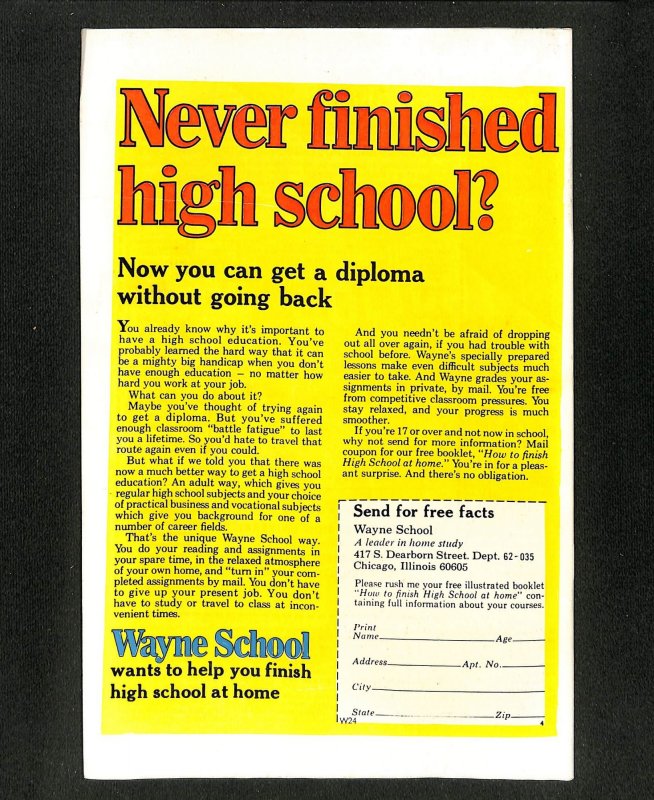 Never finished
high school?
Now you can get a diploma
without going back
You already know why it's important to
have a high school education. You've
probably learned the hard way that it can
be a mighty big handicap when you don't
have enough education — no matter how
hard you work at your job.
What can you do about it?
Maybe you've thought of trying again
to get a diploma. But you've suffered
enough classroom "battle fatigue" to last
you a lifetime. So you'd hate to travel that
route again even if you could.
But what if we told you that there was
now a much better way to get a high school
education? An adult way, which gives you
regular high school subjects and your choice
of practical business and vocational subjects
which give you background for one of a
number of career fields.
That's the unique Wayne School way.
You do your reading and assignments in
your spare time, in the relaxed atmosphere
of your own home, and "turn in" your com-
pleted assignments by mail. You don't have
to give up your present job. You don't
have to study or travel to class at incon-
venient times.
Wayne School
wants to help you finish
high school at home
And you needn't be afraid of dropping
out all over again, if you had trouble with
school before. Wayne's specially prepared
lessons make even difficult subjects much
easier to take. And Wayne grades your as-
signments in private, by mail. You're free
from competitive classroom pressures. You
stay relaxed, and your progress is much
smoother.
If you're 17 or over and not now in school,
why not send for more information? Mail
coupon for our free booklet, "How to finish
High School at home." You're in for a pleas-
ant surprise. And there's no obligation.
Send for free facts
Wayne School
A leader in home study
417 S. Dearborn Street. Dept. 62-035
Chicago, Illinois 60605
Please rush me your free illustrated booklet
"How to finish High School at home" con-
taining full information about your courses.
Print
Name Age
Address Apt. No.
City
State Zip
W24 4